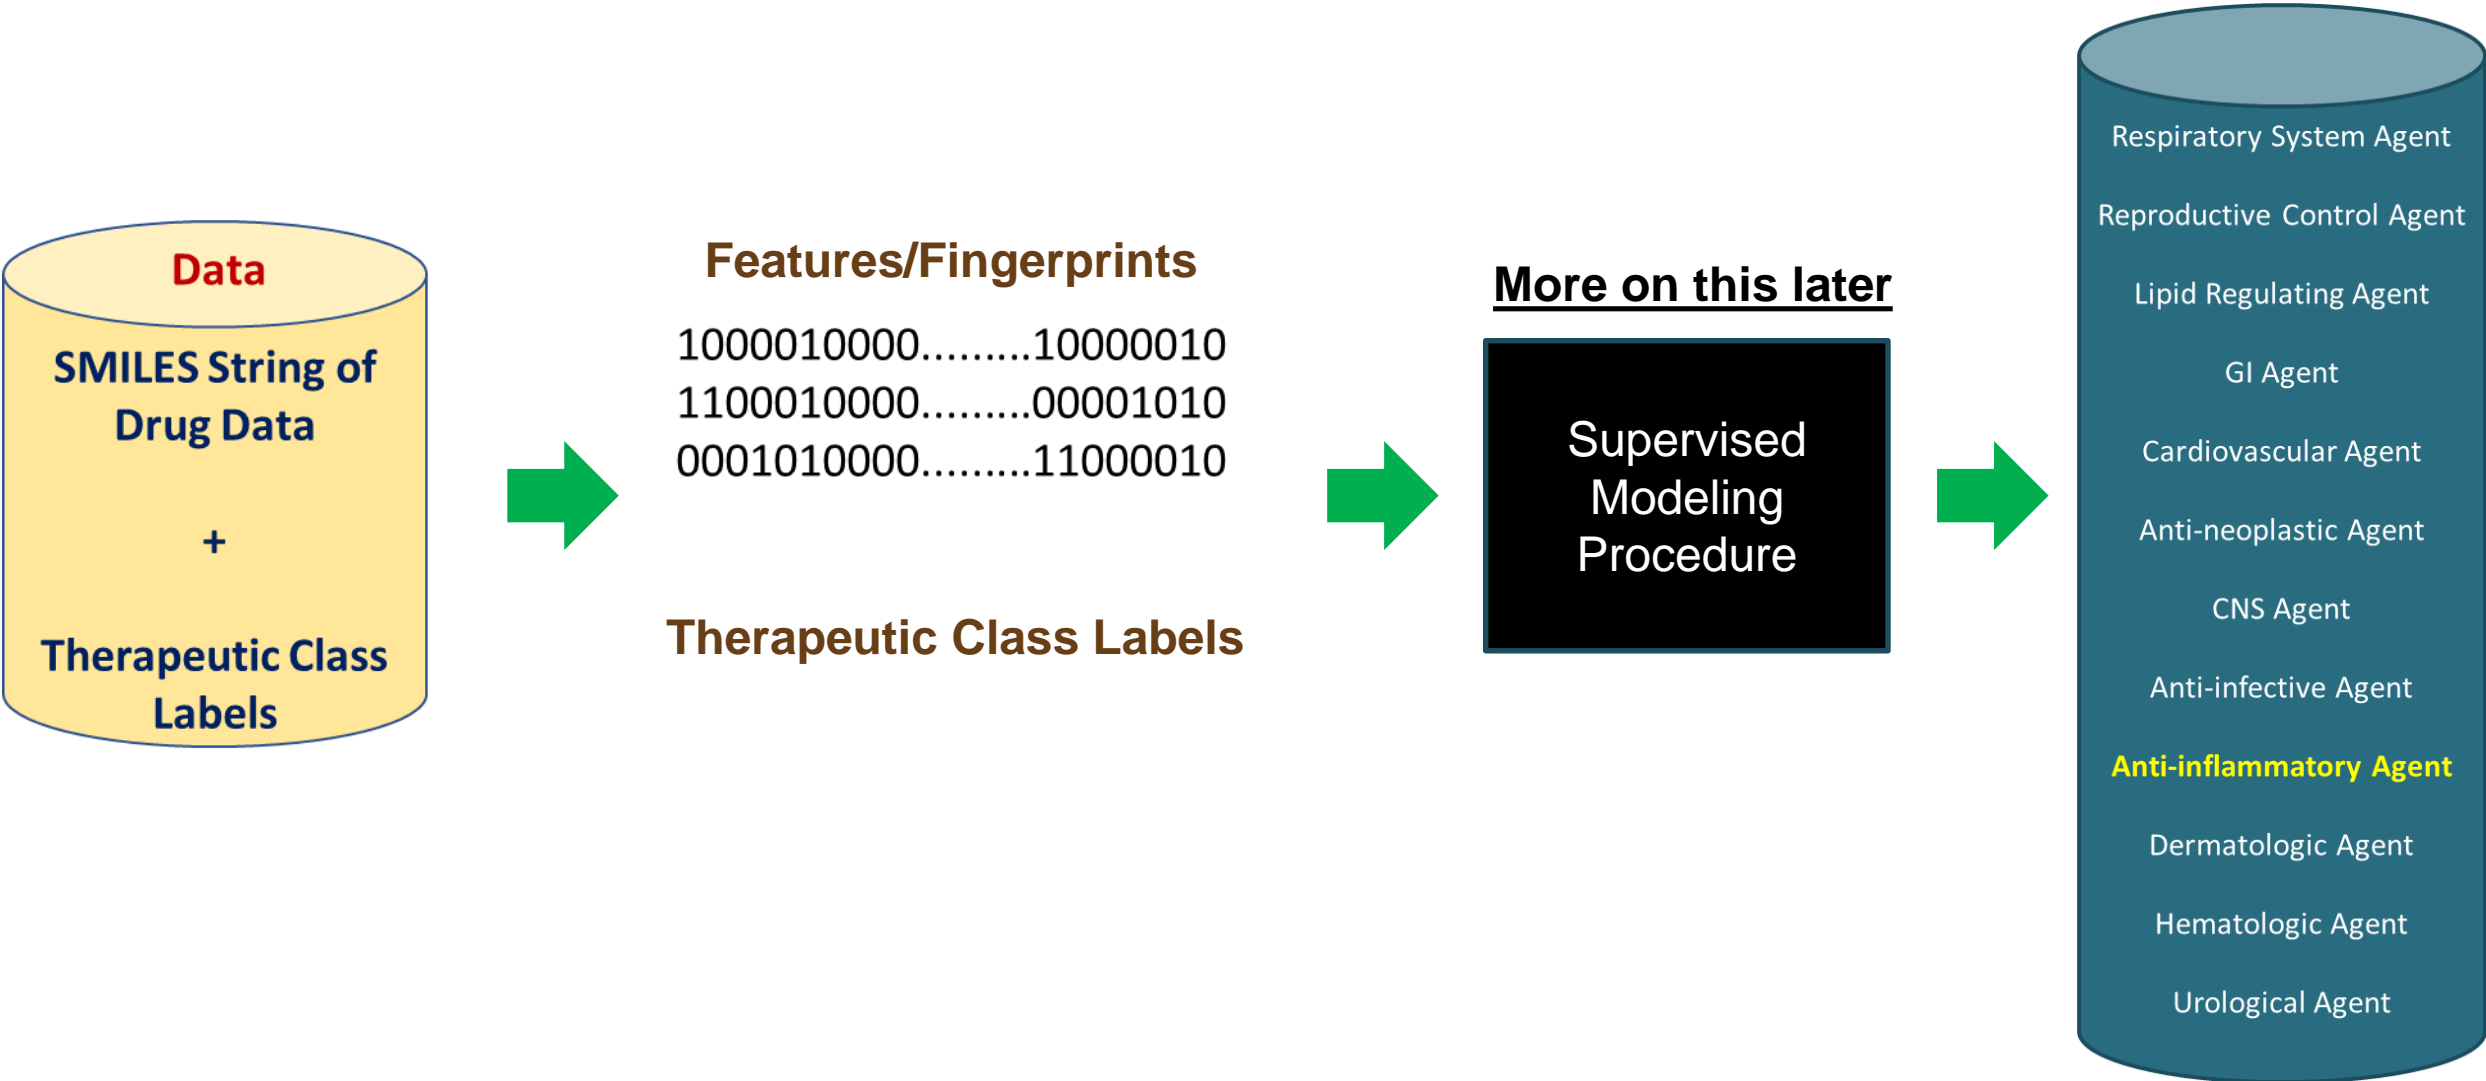 Data
SMILES String of
Drug Data
+
Therapeutic Class
Labels
Features/Fingerprints
1000010000.........10000010
1100010000.........00001010
0001010000.........11000010
Therapeutic Class Labels
More on this later
Supervised
Modeling
Procedure
Respiratory System Agent
Reproductive Control Agent
Lipid Regulating Agent
GI Agent
Cardiovascular Agent
Anti-neoplastic Agent
CNS Agent
Anti-infective Agent
Anti-inflammatory Agent
Dermatologic Agent
Hematologic Agent
Urological Agent